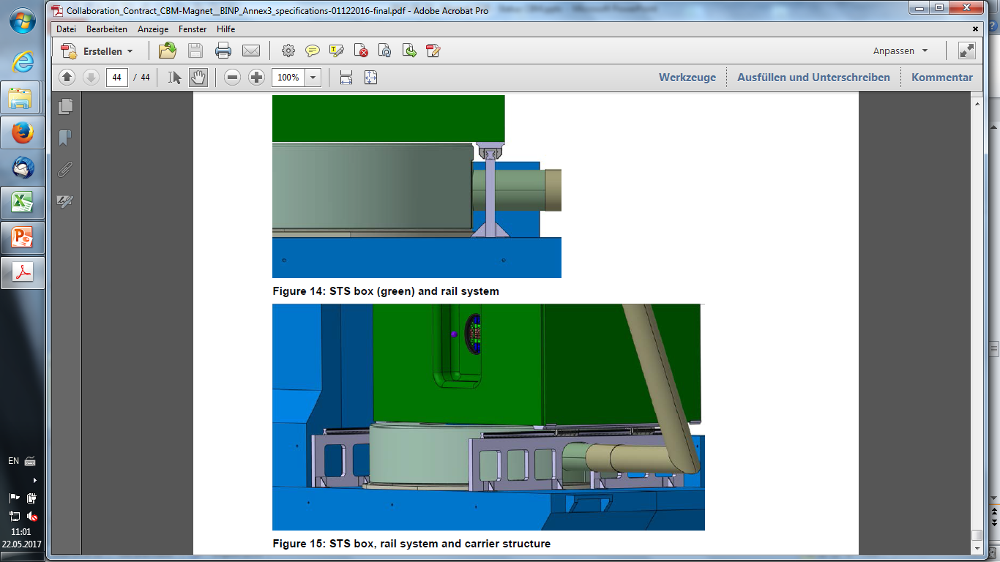 Collaboration_Contract_CBM-Magnet__BINP_Annex3_specifications-01122016-final.pdf - Adobe Acrobat Pro
Datei Bearbeiten Anzeige Fenster Hilfe
Erstellen Anpassen
44 / 44 100% Werkzeuge Ausfüllen und Unterschreiben Kommentar
Figure 14: STS box (green) and rail system
Figure 15: STS box, rail system and carrier structure
EN
11:01
22.05.2017